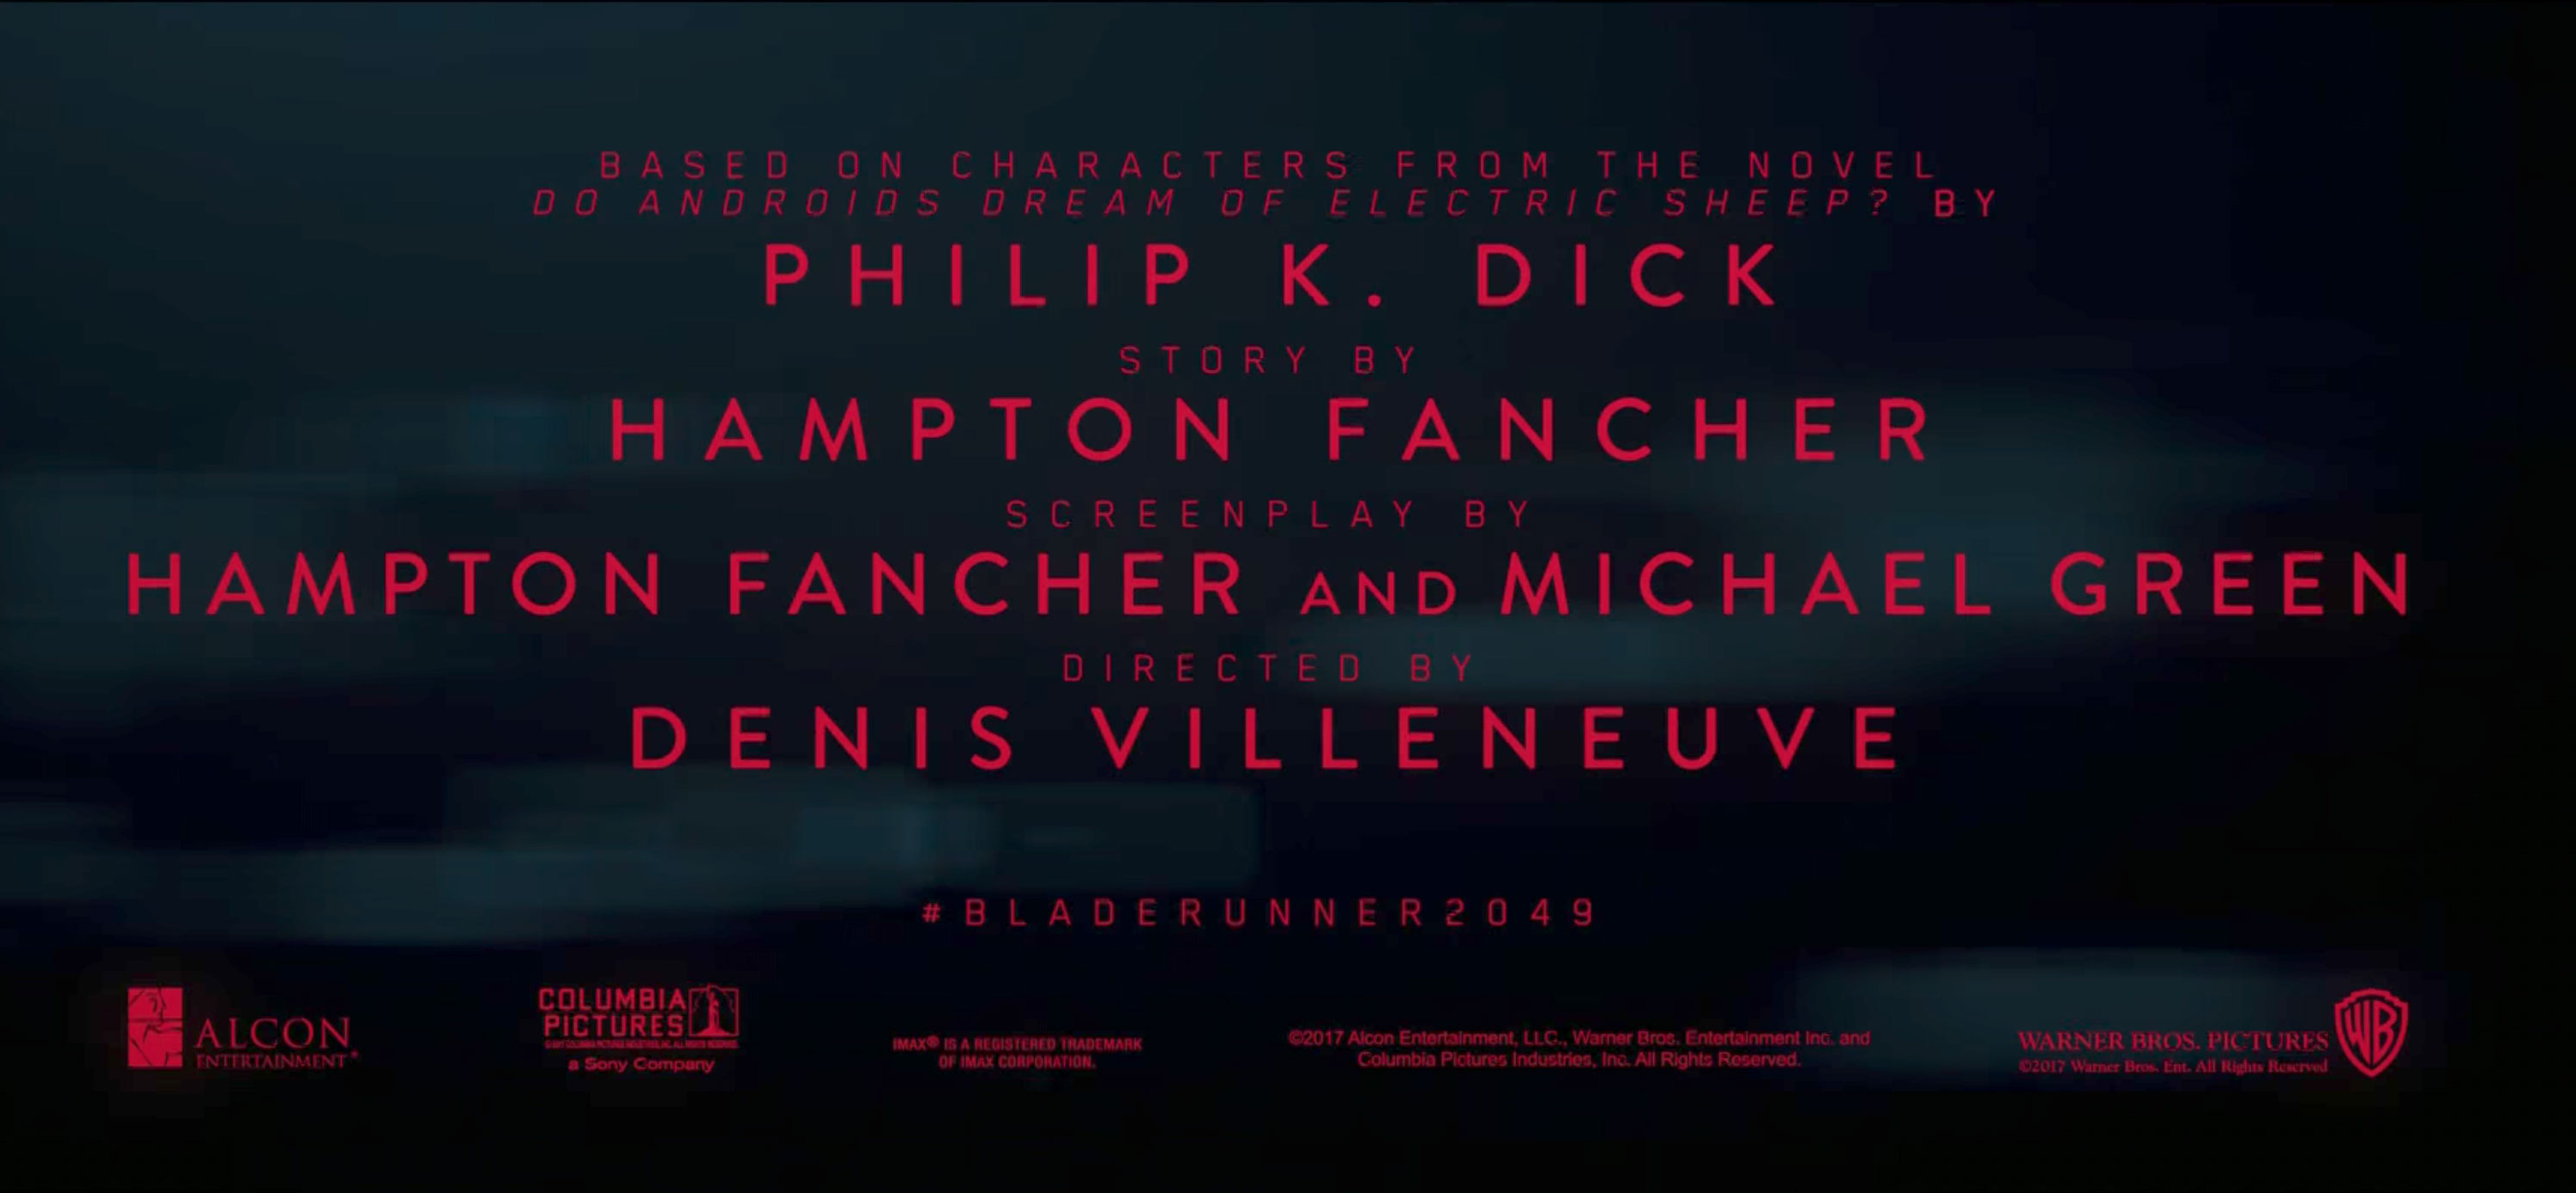 BASED ON CHARACTERS FROM THE NOVEL
DO ANDROIDS DREAM OF ELECTRIC SHEEP? BY
PHILIP K. DICK
STORY BY
HAMPTON FANCHER
SCREENPLAY BY
HAMPTON FANCHER AND MICHAEL GREEN
DIRECTED BY
DENIS VILLENEUVE
#BLADERUNNER2049
ALCON
ENTERTAINMENT
COLUMBIA
PICTURES
a Sony Company
IMAX® IS A REGISTERED TRADEMARK
OF IMAX CORPORATION.
©2017 Alcon Entertainment, LLC., Warner Bros. Entertainment Inc. and
Columbia Pictures Industries, Inc. All Rights Reserved.
WARNER BROS. PICTURES
©2017 Warner Bros. Ent. All Rights Reserved
WB